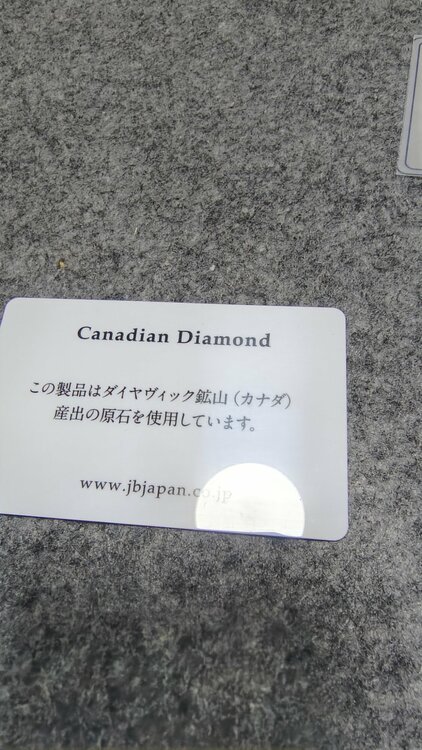 Canadian Diamond
この製品はダイヤヴィック鉱山（カナダ）
産出の原石を使用しています。
www.jbjapan.co.jp